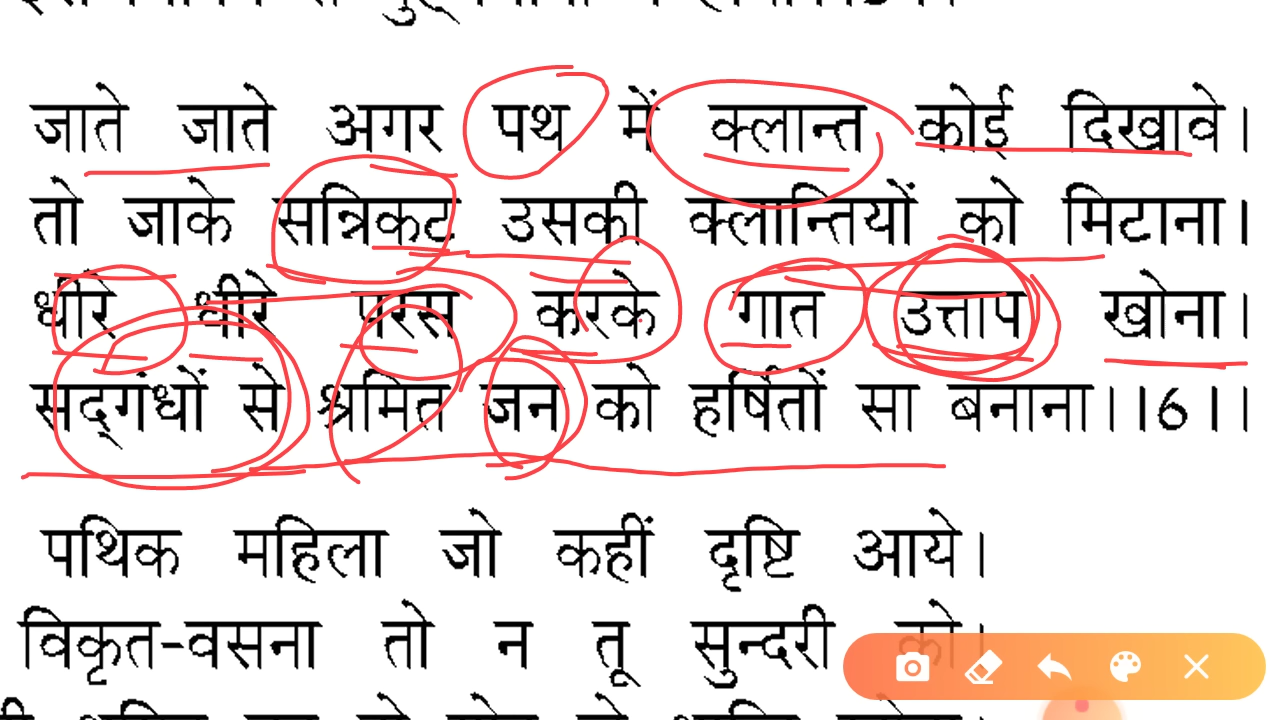 जाते जाते अगर पथ में क्लान्त कोई दिखावे।
तो जाके सन्निकट उसकी क्लान्तियों को मिटाना।
धीरे धीरे परस करके गात उत्ताप खोना।
सद्गंधों से श्रमित जन को हर्षितों सा बनाना।।6।।
पथिक महिला जो कहीं दृष्टि आये।
विकृत-वसना तो न तू सुन्दरी को।